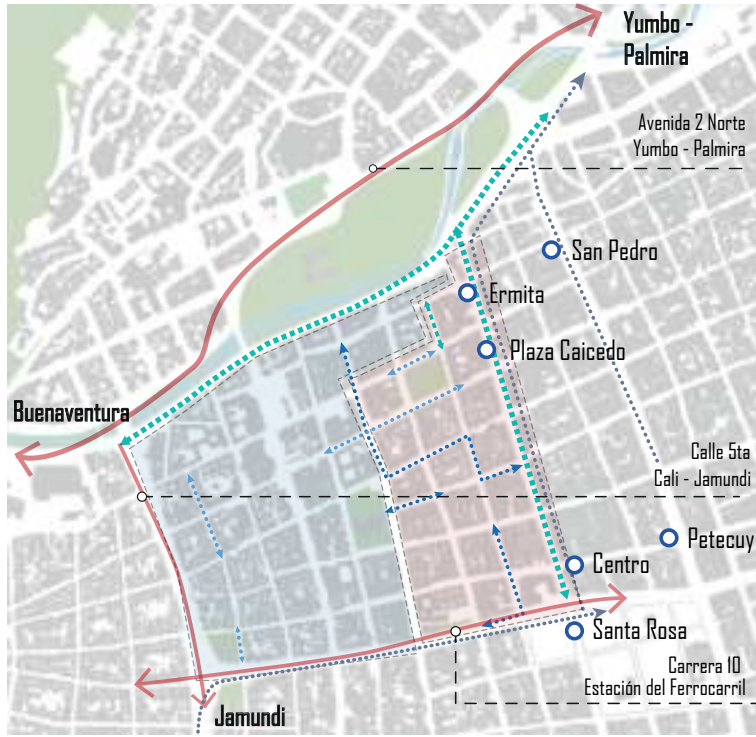 Yumbo -
Palmira
Avenida 2 Norte
Yumbo - Palmira
San Pedro
Ermita
Plaza Caicedo
Buenaventura
Calle 5ta
Cali - Jamundi
Petecuy
Centro
Santa Rosa
Carrera 10
Estación del Ferrocarril
Jamundi